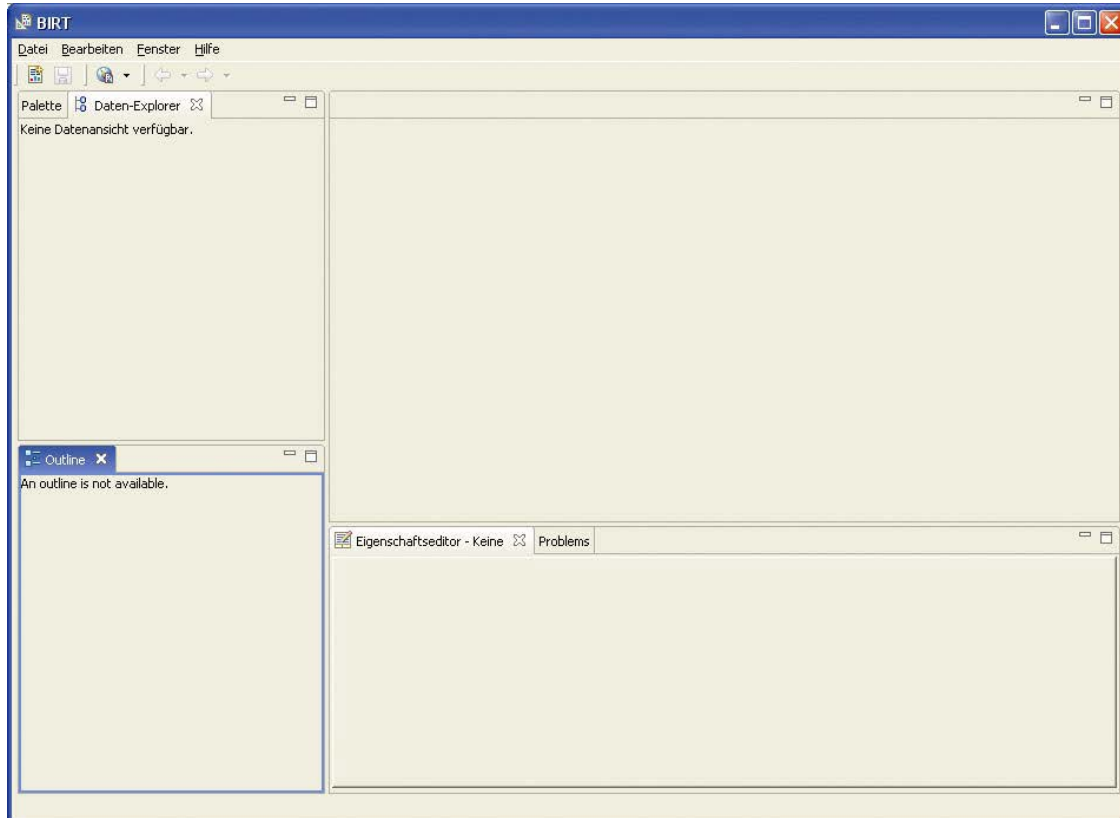 BIRT
Datei Bearbeiten Fenster Hilfe
Palette Daten-Explorer
Keine Datenansicht verfügbar.
Outline
An outline is not available.
Eigenschaftseditor - Keine Problems